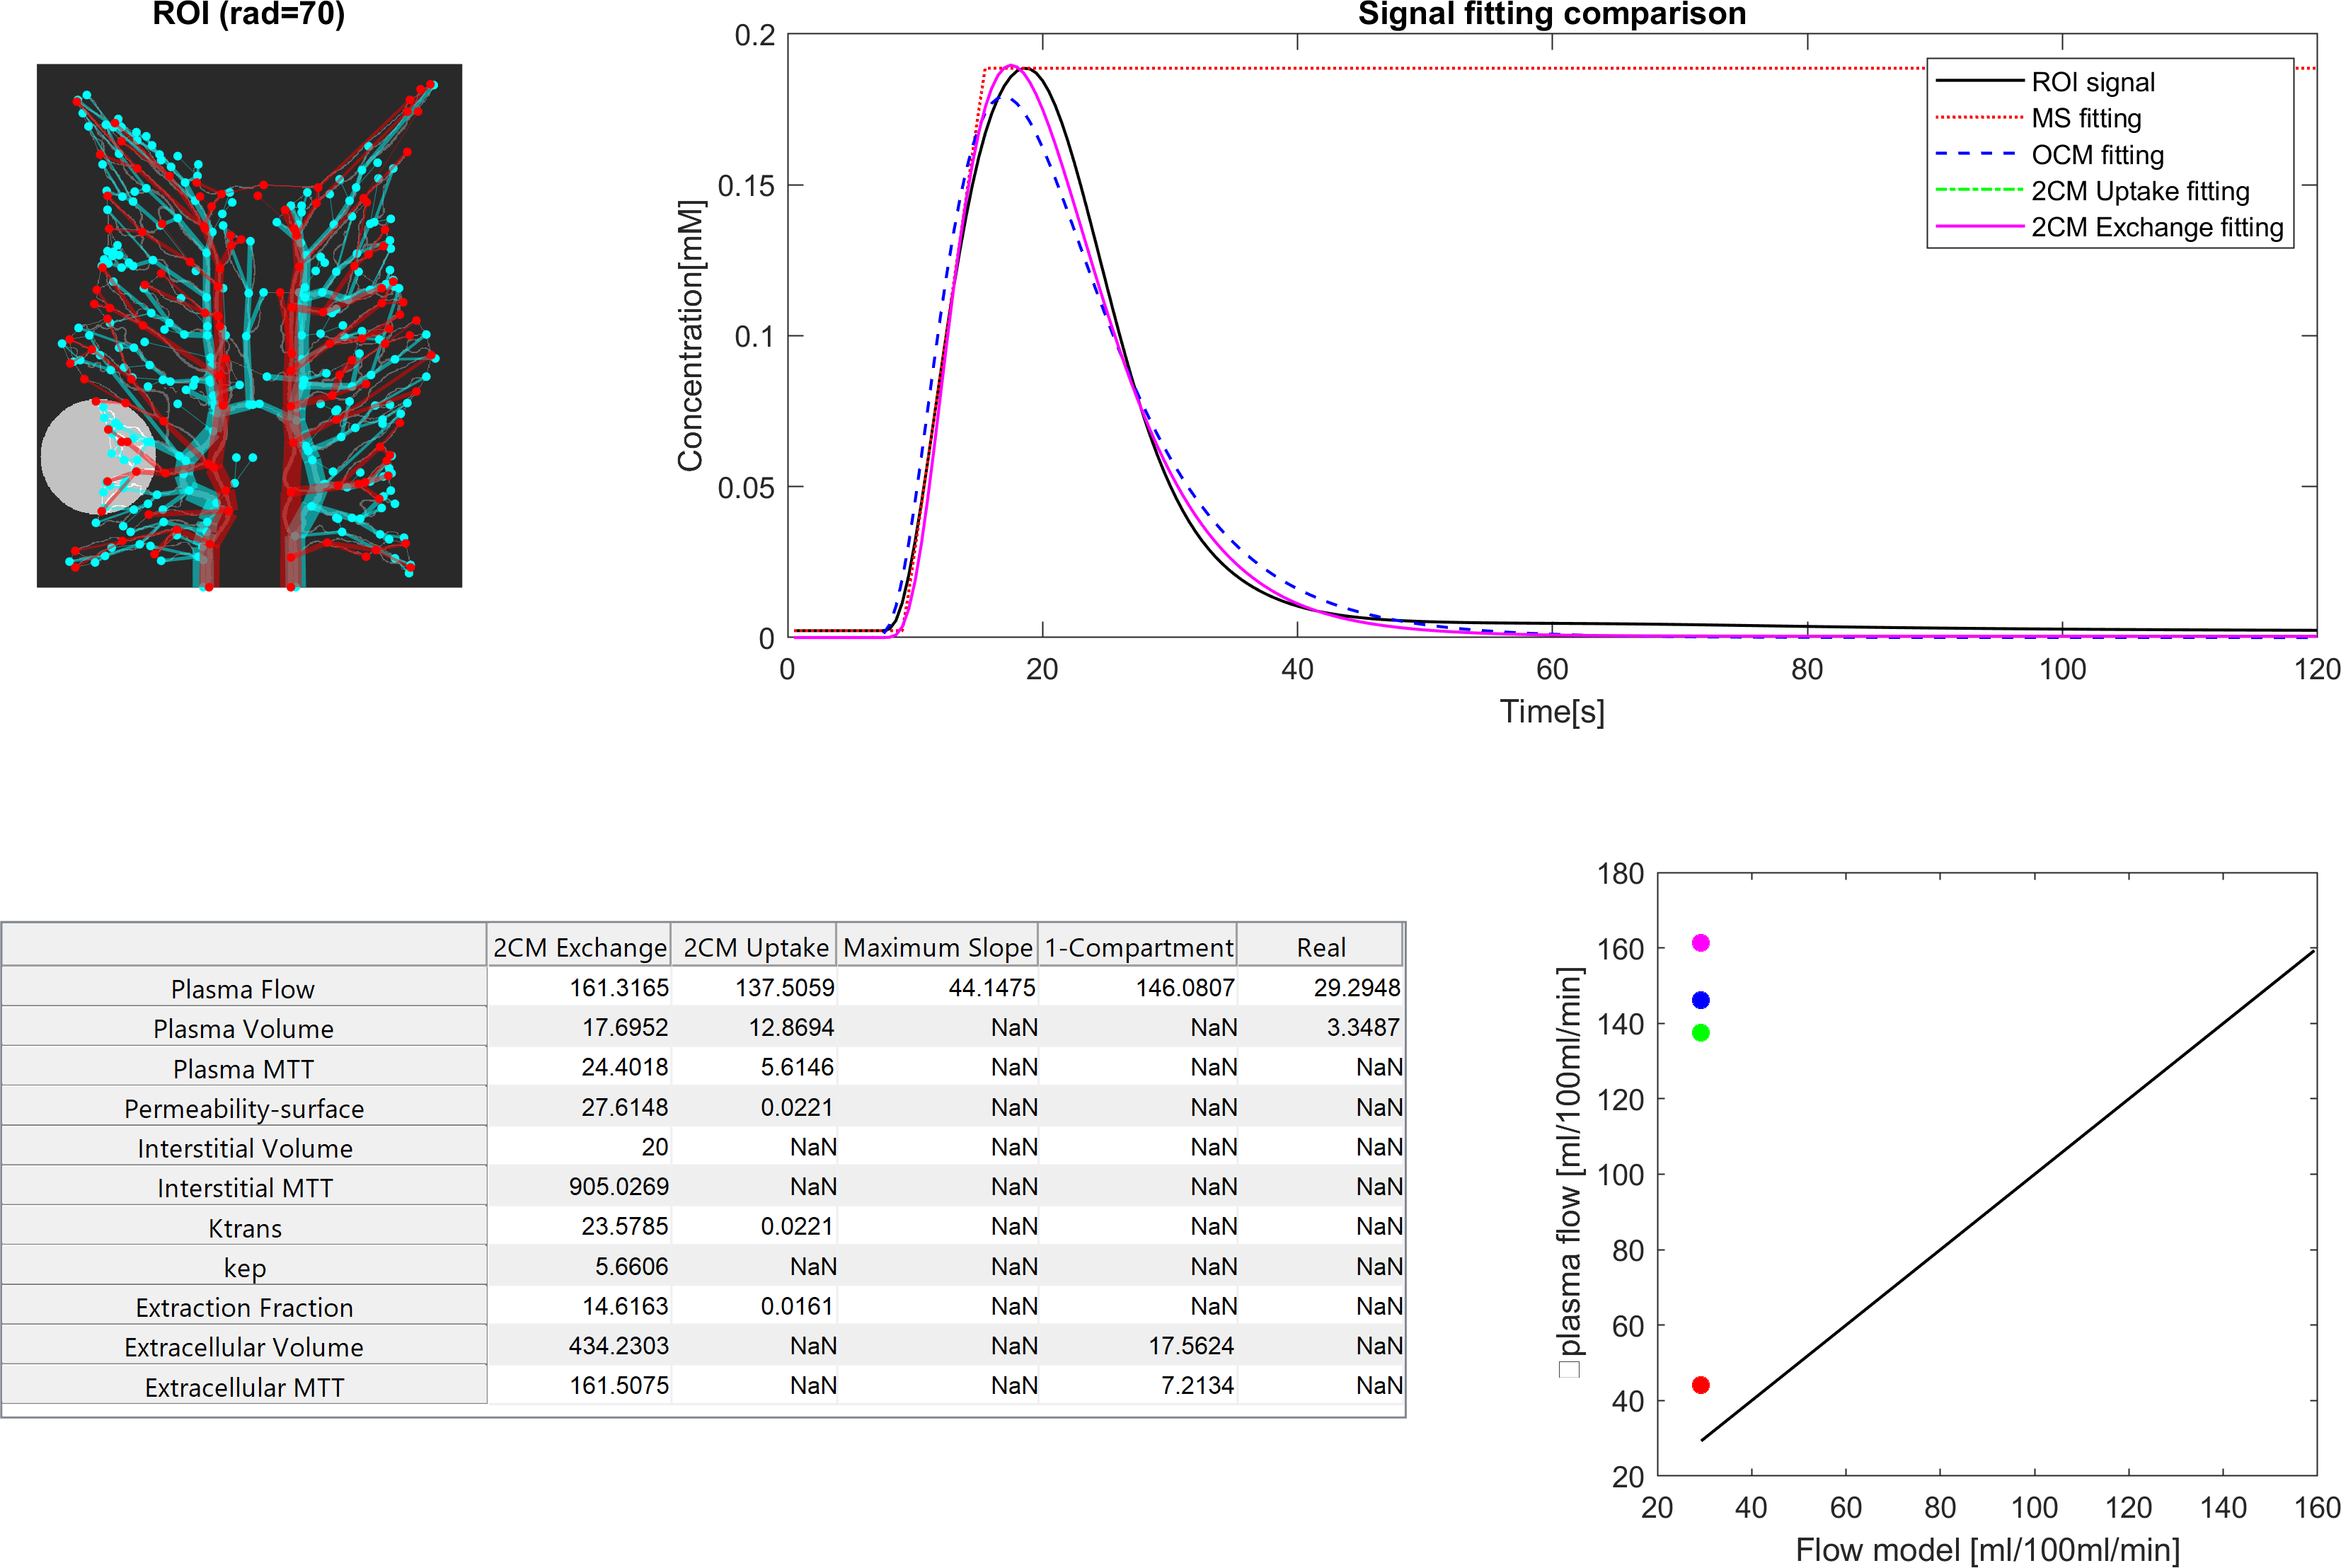 ROI (rad=70)
Signal fitting comparison
0.2
0.15
0.1
0.05
0
Concentration[mM]
0 20 40 60 80 100 120
Time[s]
ROI signal
MS fitting
OCM fitting
2CM Uptake fitting
2CM Exchange fitting
2CM Exchange 2CM Uptake Maximum Slope 1-Compartment Real
Plasma Flow 161.3165 137.5059 44.1475 146.0807 29.2948
Plasma Volume 17.6952 12.8694 NaN NaN 3.3487
Plasma MTT 24.4018 5.6146 NaN NaN NaN
Permeability-surface 27.6148 0.0221 NaN NaN NaN
Interstitial Volume 20 NaN NaN NaN NaN
Interstitial MTT 905.0269 NaN NaN NaN NaN
Ktrans 23.5785 0.0221 NaN NaN NaN
kep 5.6606 NaN NaN NaN NaN
Extraction Fraction 14.6163 0.0161 NaN NaN NaN
Extracellular Volume 434.2303 NaN NaN 17.5624 NaN
Extracellular MTT 161.5075 NaN NaN 7.2134 NaN
180
160
140
120
100
80
60
40
20
□plasma flow [ml/100ml/min]
20 40 60 80 100 120 140 160
Flow model [ml/100ml/min]